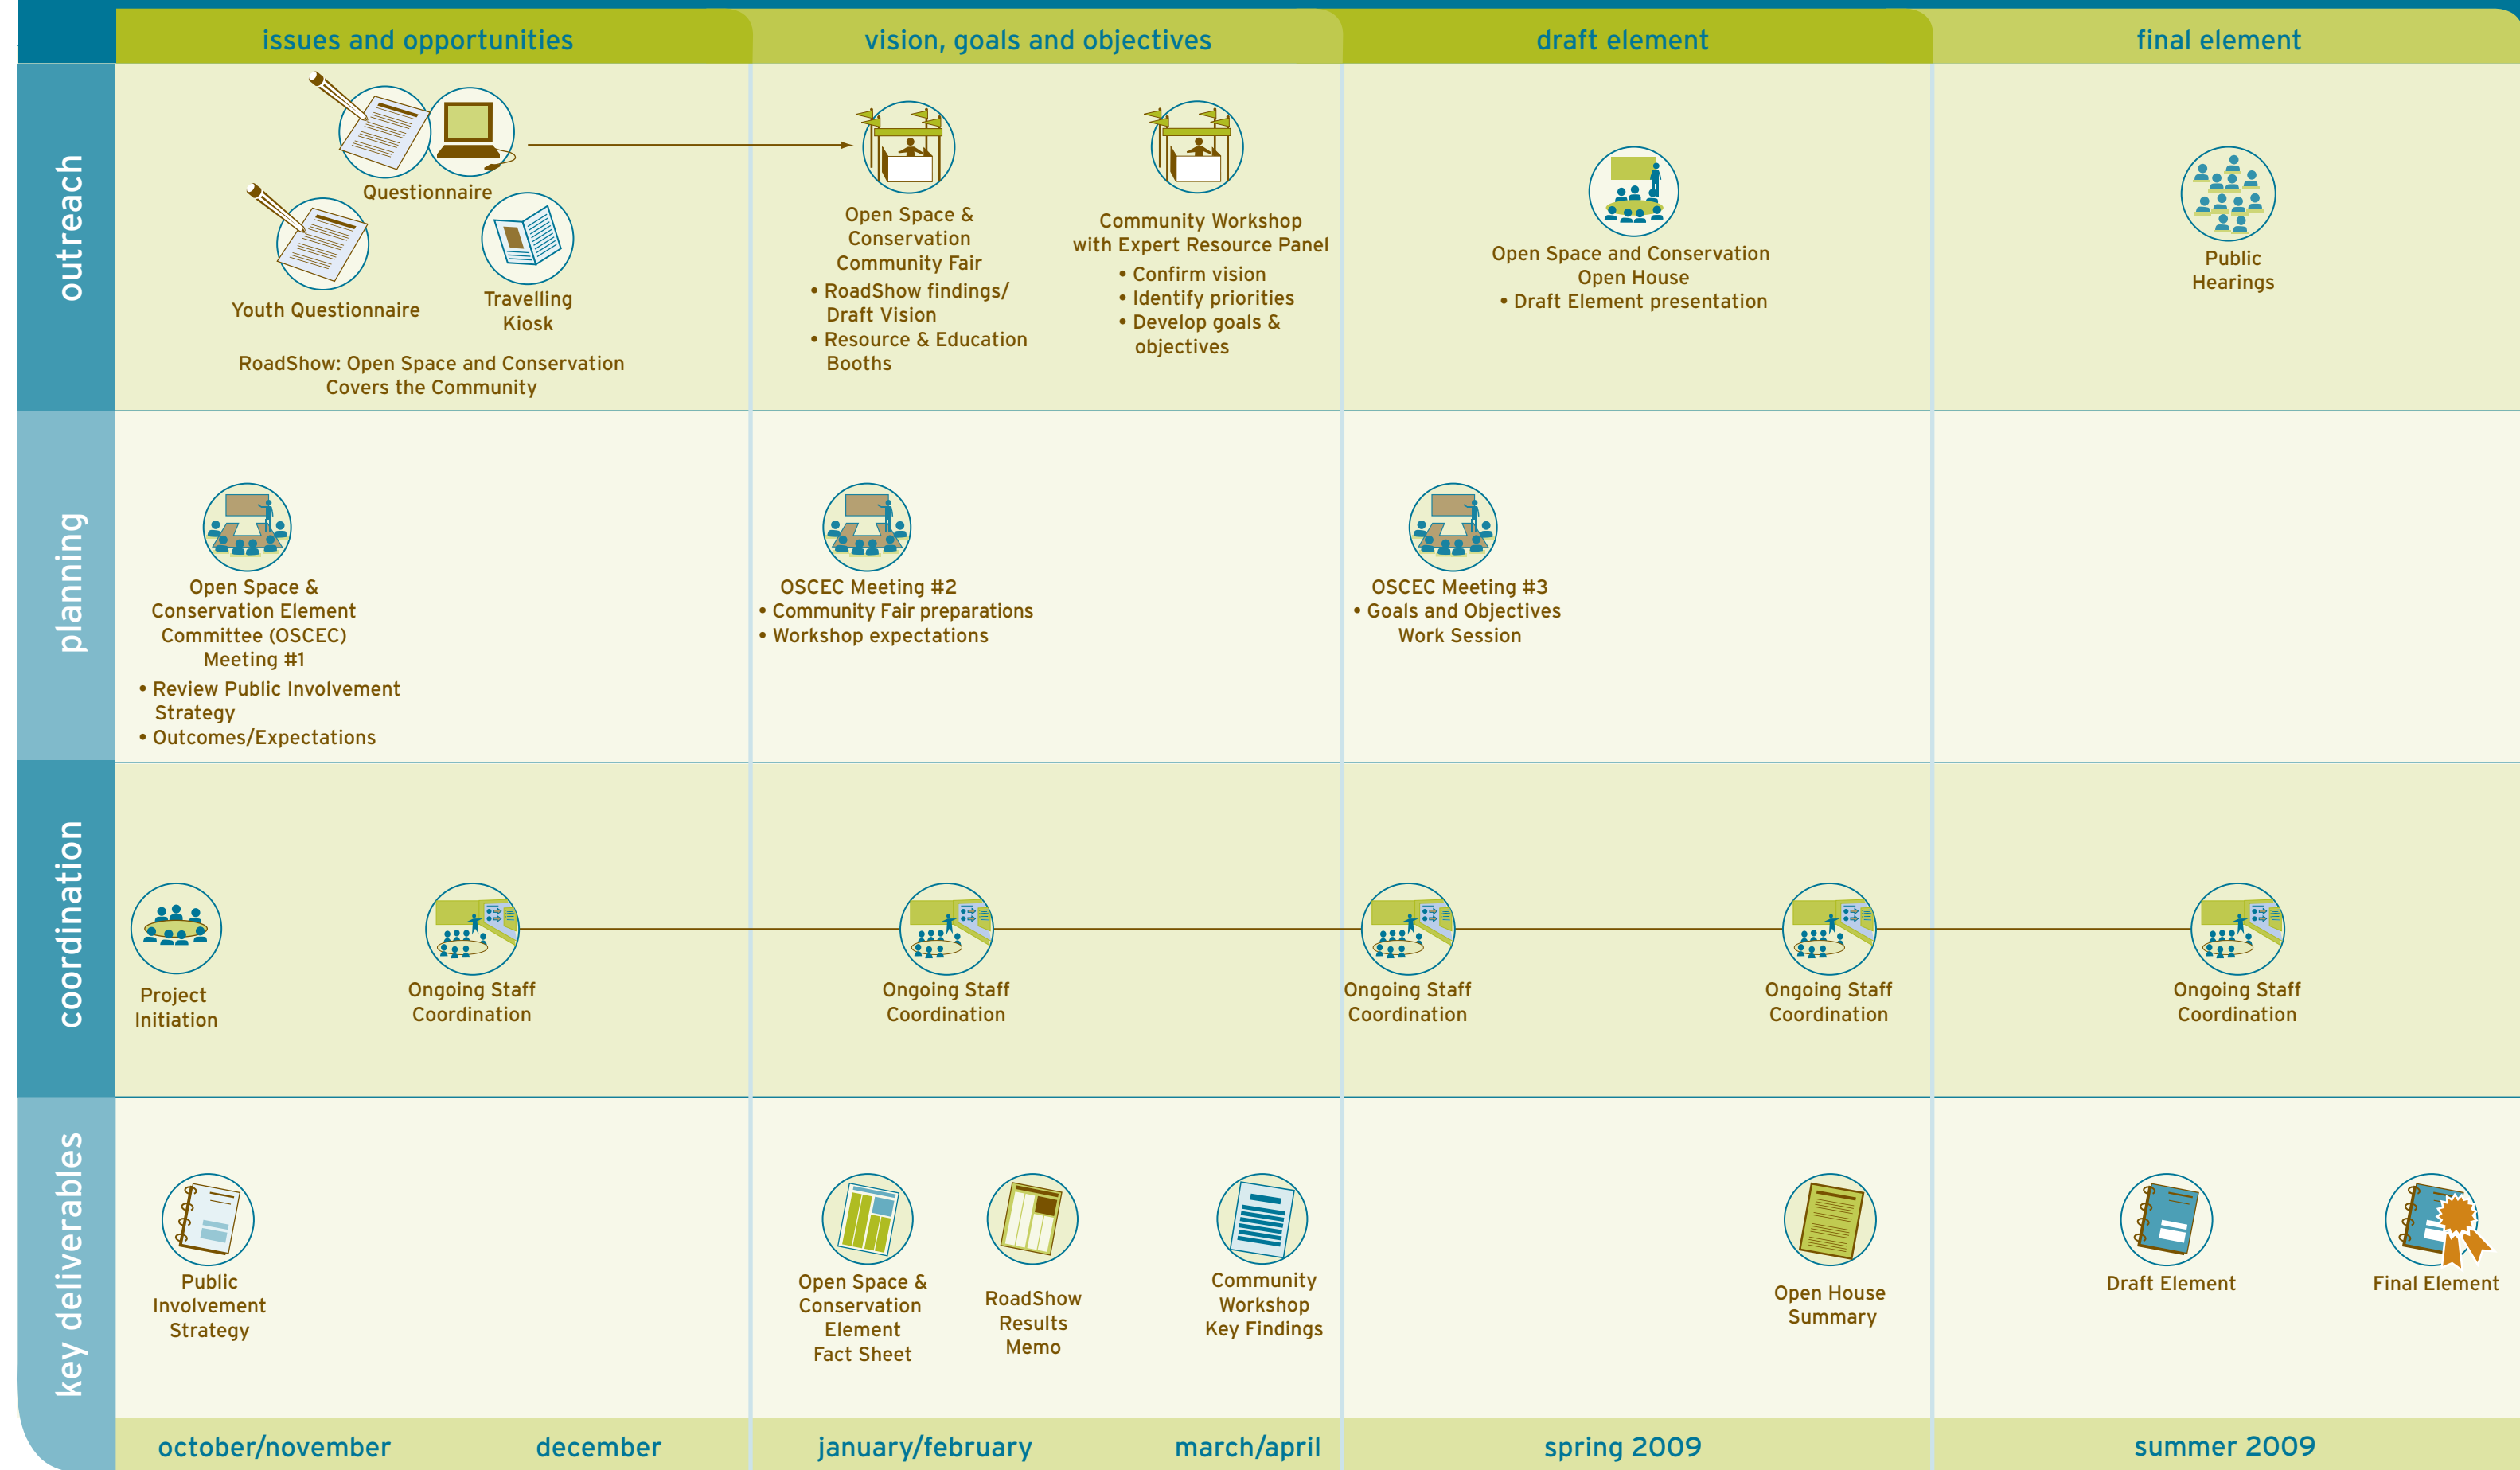 issues and opportunities
vision, goals and objectives
draft element
final element
outreach
Questionnaire
Youth Questionnaire
Travelling
Kiosk
RoadShow: Open Space and Conservation
Covers the Community
Open Space &
Conservation
Community Fair
• RoadShow findings/
Draft Vision
• Resource & Education
Booths
Community Workshop
with Expert Resource Panel
• Confirm vision
• Identify priorities
• Develop goals &
objectives
Open Space and Conservation
Open House
• Draft Element presentation
Public
Hearings
planning
Open Space &
Conservation Element
Committee (OSCEC)
Meeting #1
• Review Public Involvement
Strategy
• Outcomes/Expectations
OSCEC Meeting #2
• Community Fair preparations
• Workshop expectations
OSCEC Meeting #3
• Goals and Objectives
Work Session
coordination
Project
Initiation
Ongoing Staff
Coordination
Ongoing Staff
Coordination
Ongoing Staff
Coordination
Ongoing Staff
Coordination
Ongoing Staff
Coordination
key deliverables
Public
Involvement
Strategy
Open Space &
Conservation
Element
Fact Sheet
RoadShow
Results
Memo
Community
Workshop
Key Findings
Open House
Summary
Draft Element
Final Element
october/november
december
january/february
march/april
spring 2009
summer 2009